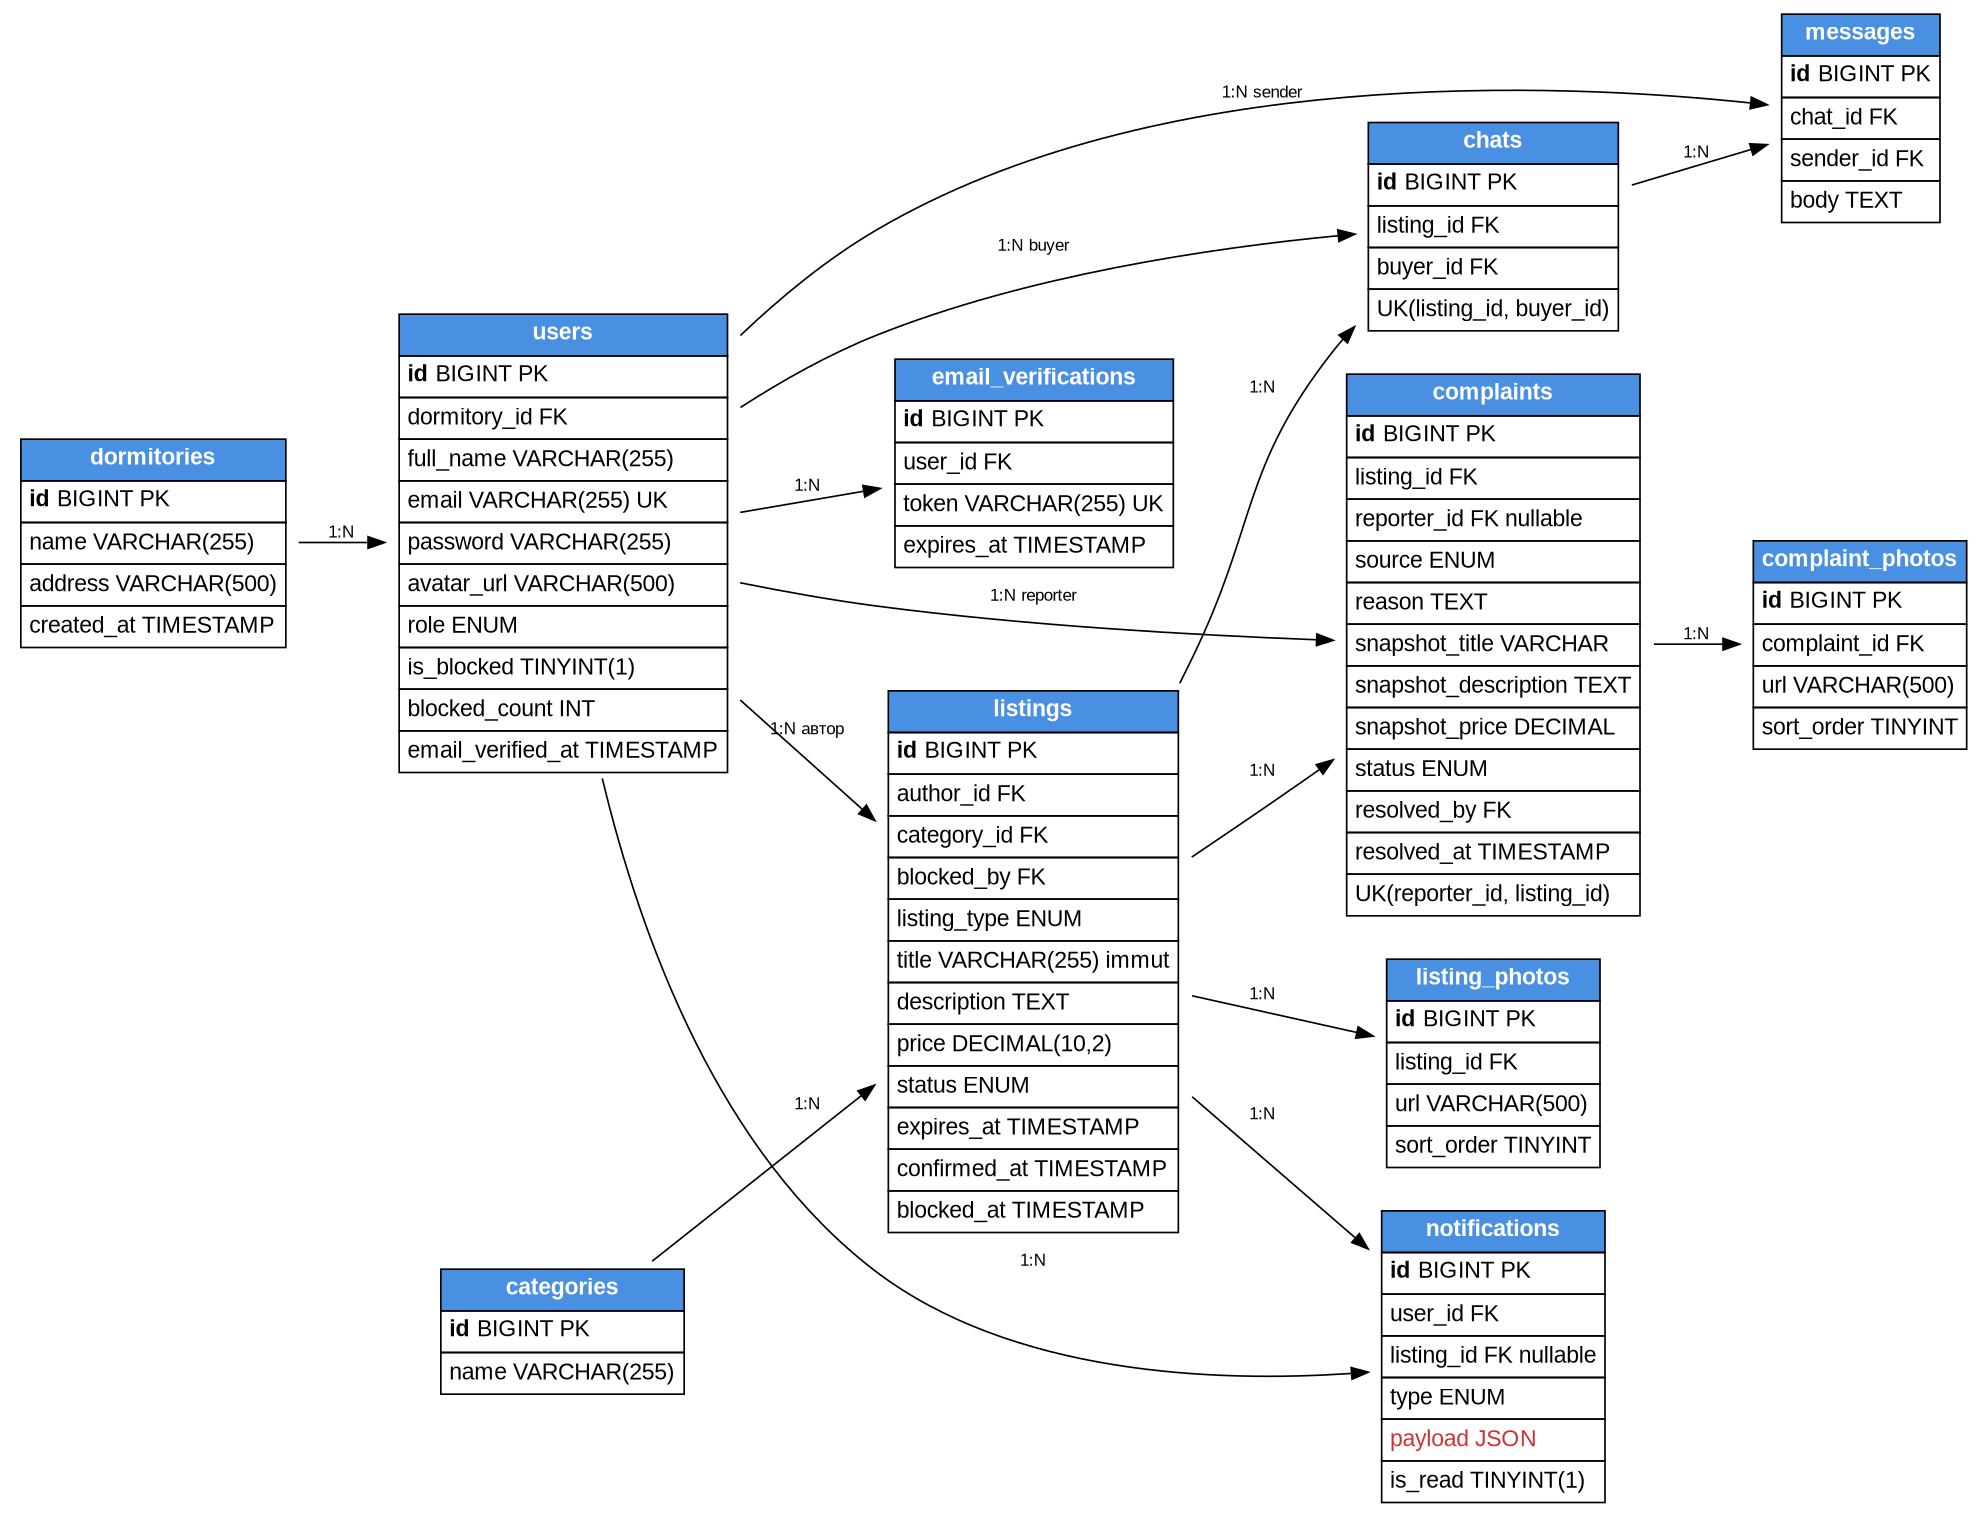 dormitories
id BIGINT PK
name VARCHAR(255)
address VARCHAR(500)
created_at TIMESTAMP
1:N
users
id BIGINT PK
dormitory_id FK
full_name VARCHAR(255)
email VARCHAR(255) UK
password VARCHAR(255)
avatar_url VARCHAR(500)
role ENUM
is_blocked TINYINT(1)
blocked_count INT
email_verified_at TIMESTAMP
categories
id BIGINT PK
name VARCHAR(255)
1:N sender
1:N buyer
1:N
1:N reporter
1:N автор
1:N
1:N
email_verifications
id BIGINT PK
user_id FK
token VARCHAR(255) UK
expires_at TIMESTAMP
listings
id BIGINT PK
author_id FK
category_id FK
blocked_by FK
listing_type ENUM
title VARCHAR(255) immut
description TEXT
price DECIMAL(10,2)
status ENUM
expires_at TIMESTAMP
confirmed_at TIMESTAMP
blocked_at TIMESTAMP
1:N
1:N
1:N
1:N
chats
id BIGINT PK
listing_id FK
buyer_id FK
UK(listing_id, buyer_id)
complaints
id BIGINT PK
listing_id FK
reporter_id FK nullable
source ENUM
reason TEXT
snapshot_title VARCHAR
snapshot_description TEXT
snapshot_price DECIMAL
status ENUM
resolved_by FK
resolved_at TIMESTAMP
UK(reporter_id, listing_id)
listing_photos
id BIGINT PK
listing_id FK
url VARCHAR(500)
sort_order TINYINT
notifications
id BIGINT PK
user_id FK
listing_id FK nullable
type ENUM
payload JSON
is_read TINYINT(1)
1:N
1:N
messages
id BIGINT PK
chat_id FK
sender_id FK
body TEXT
complaint_photos
id BIGINT PK
complaint_id FK
url VARCHAR(500)
sort_order TINYINT